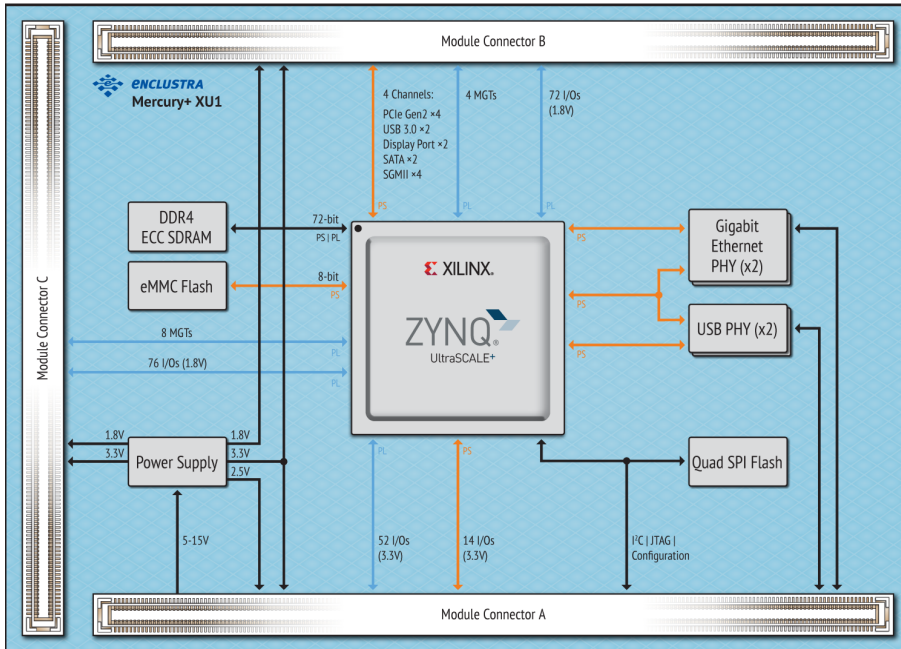 Module Connector B
ENCLUSTRA
Mercury+ XU1
4 Channels:
PCIe Gen2 ×4
USB 3.0 ×2
Display Port ×2
SATA ×2
SGMII ×4
PS
4 MGTs
PL
72 I/Os
(1.8V)
PL
Module Connector C
DDR4
ECC SDRAM
72-bit
PS | PL
eMMC Flash
8-bit
PS
8 MGTs
PL
76 I/Os (1.8V)
PL
XILINX®
ZYNQ®
UltraSCALE+
PS
PS
PS
Gigabit
Ethernet
PHY (x2)
USB PHY (x2)
1.8V
3.3V
Power Supply
1.8V
3.3V
2.5V
5-15V
PL
52 I/Os
(3.3V)
PS
14 I/Os
(3.3V)
Quad SPI Flash
I²C | JTAG |
Configuration
Module Connector A